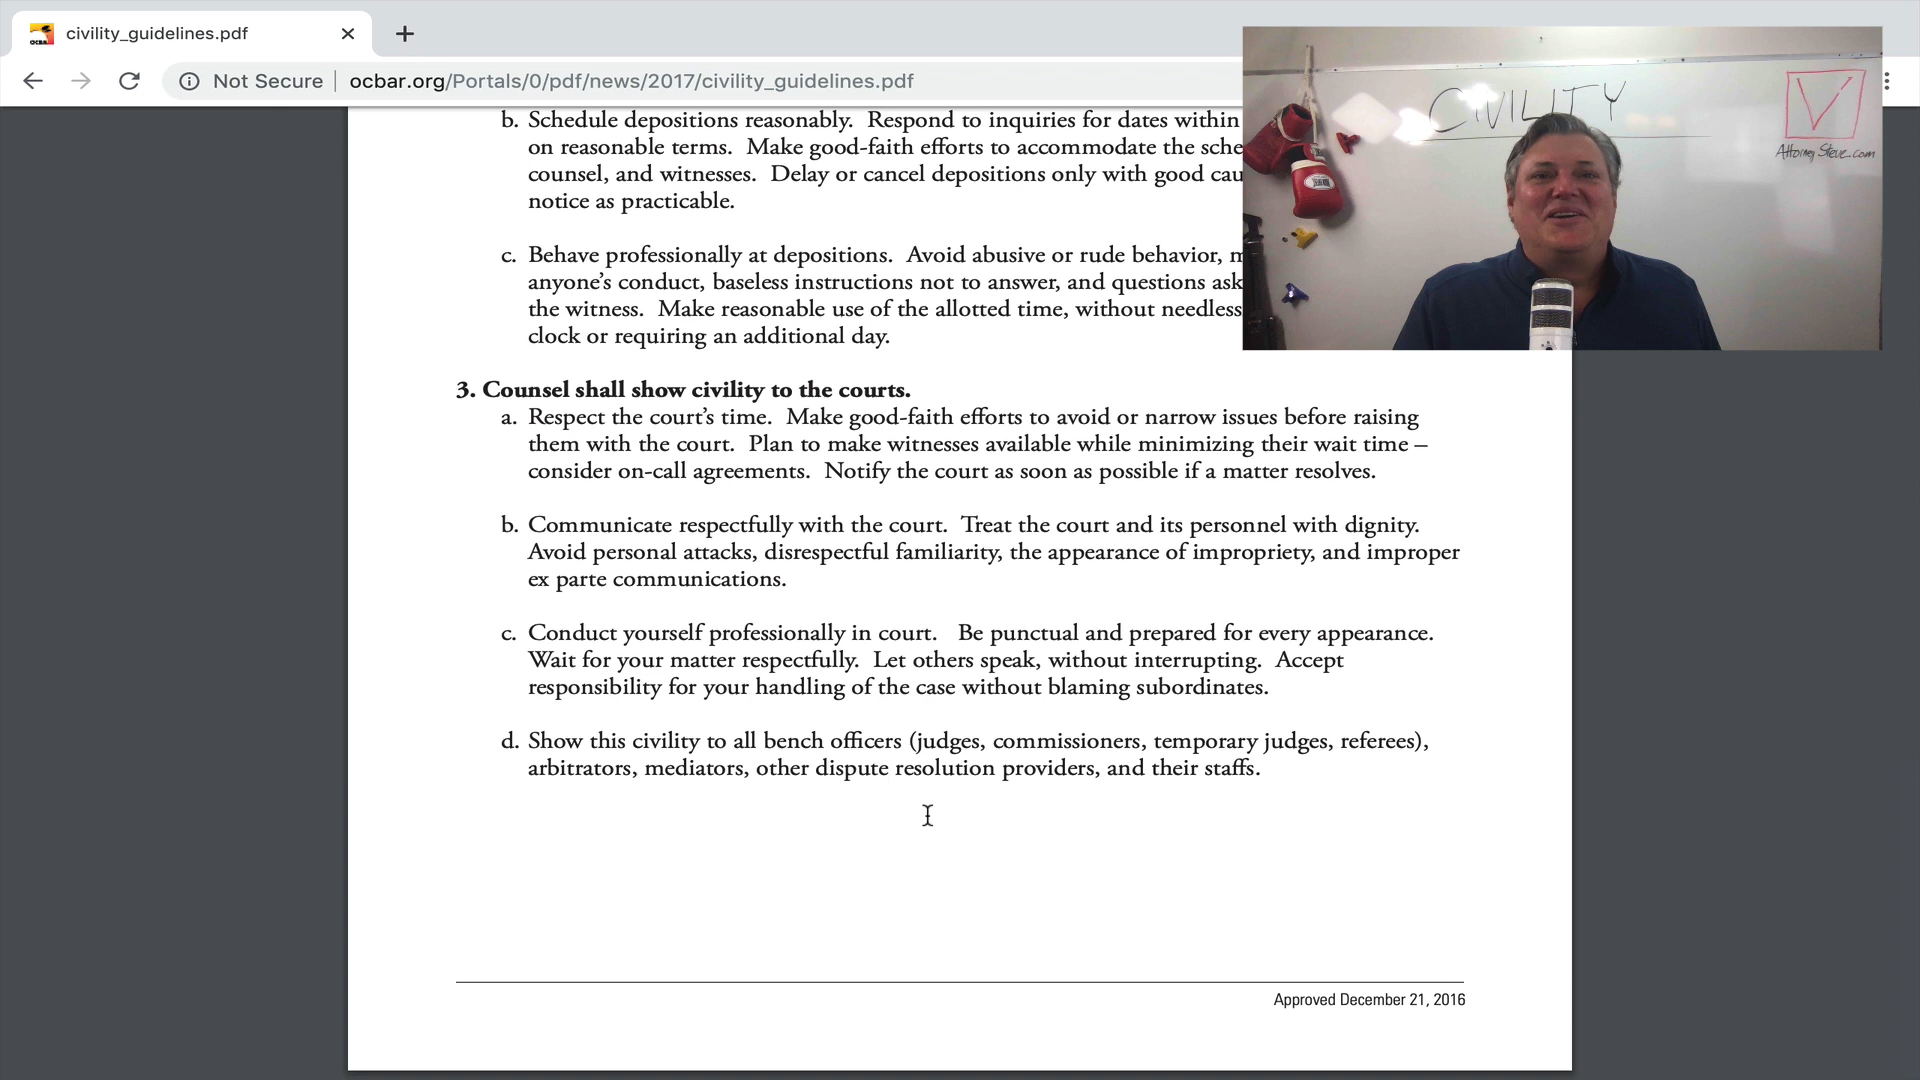 civility_guidelines.pdf
Not Secure
ocbar.org/Portals/0/pdf/news/2017/civility_guidelines.pdf
CIVILITY
AttorneySteve.com
b. Schedule depositions reasonably. Respond to inquiries for dates within
on reasonable terms. Make good-faith efforts to accommodate the sche
counsel, and witnesses. Delay or cancel depositions only with good cau
notice as practicable.
c. Behave professionally at depositions. Avoid abusive or rude behavior,
anyone's conduct, baseless instructions not to answer, and questions ask
the witness. Make reasonable use of the allotted time, without needless
clock or requiring an additional day.
3. Counsel shall show civility to the courts.
a. Respect the court's time. Make good-faith efforts to avoid or narrow issues before raising
them with the court. Plan to make witnesses available while minimizing their wait time –
consider on-call agreements. Notify the court as soon as possible if a matter resolves.
b. Communicate respectfully with the court. Treat the court and its personnel with dignity.
Avoid personal attacks, disrespectful familiarity, the appearance of impropriety, and improper
ex parte communications.
c. Conduct yourself professionally in court. Be punctual and prepared for every appearance.
Wait for your matter respectfully. Let others speak, without interrupting. Accept
responsibility for your handling of the case without blaming subordinates.
d. Show this civility to all bench officers (judges, commissioners, temporary judges, referees),
arbitrators, mediators, other dispute resolution providers, and their staffs.
Approved December 21, 2016